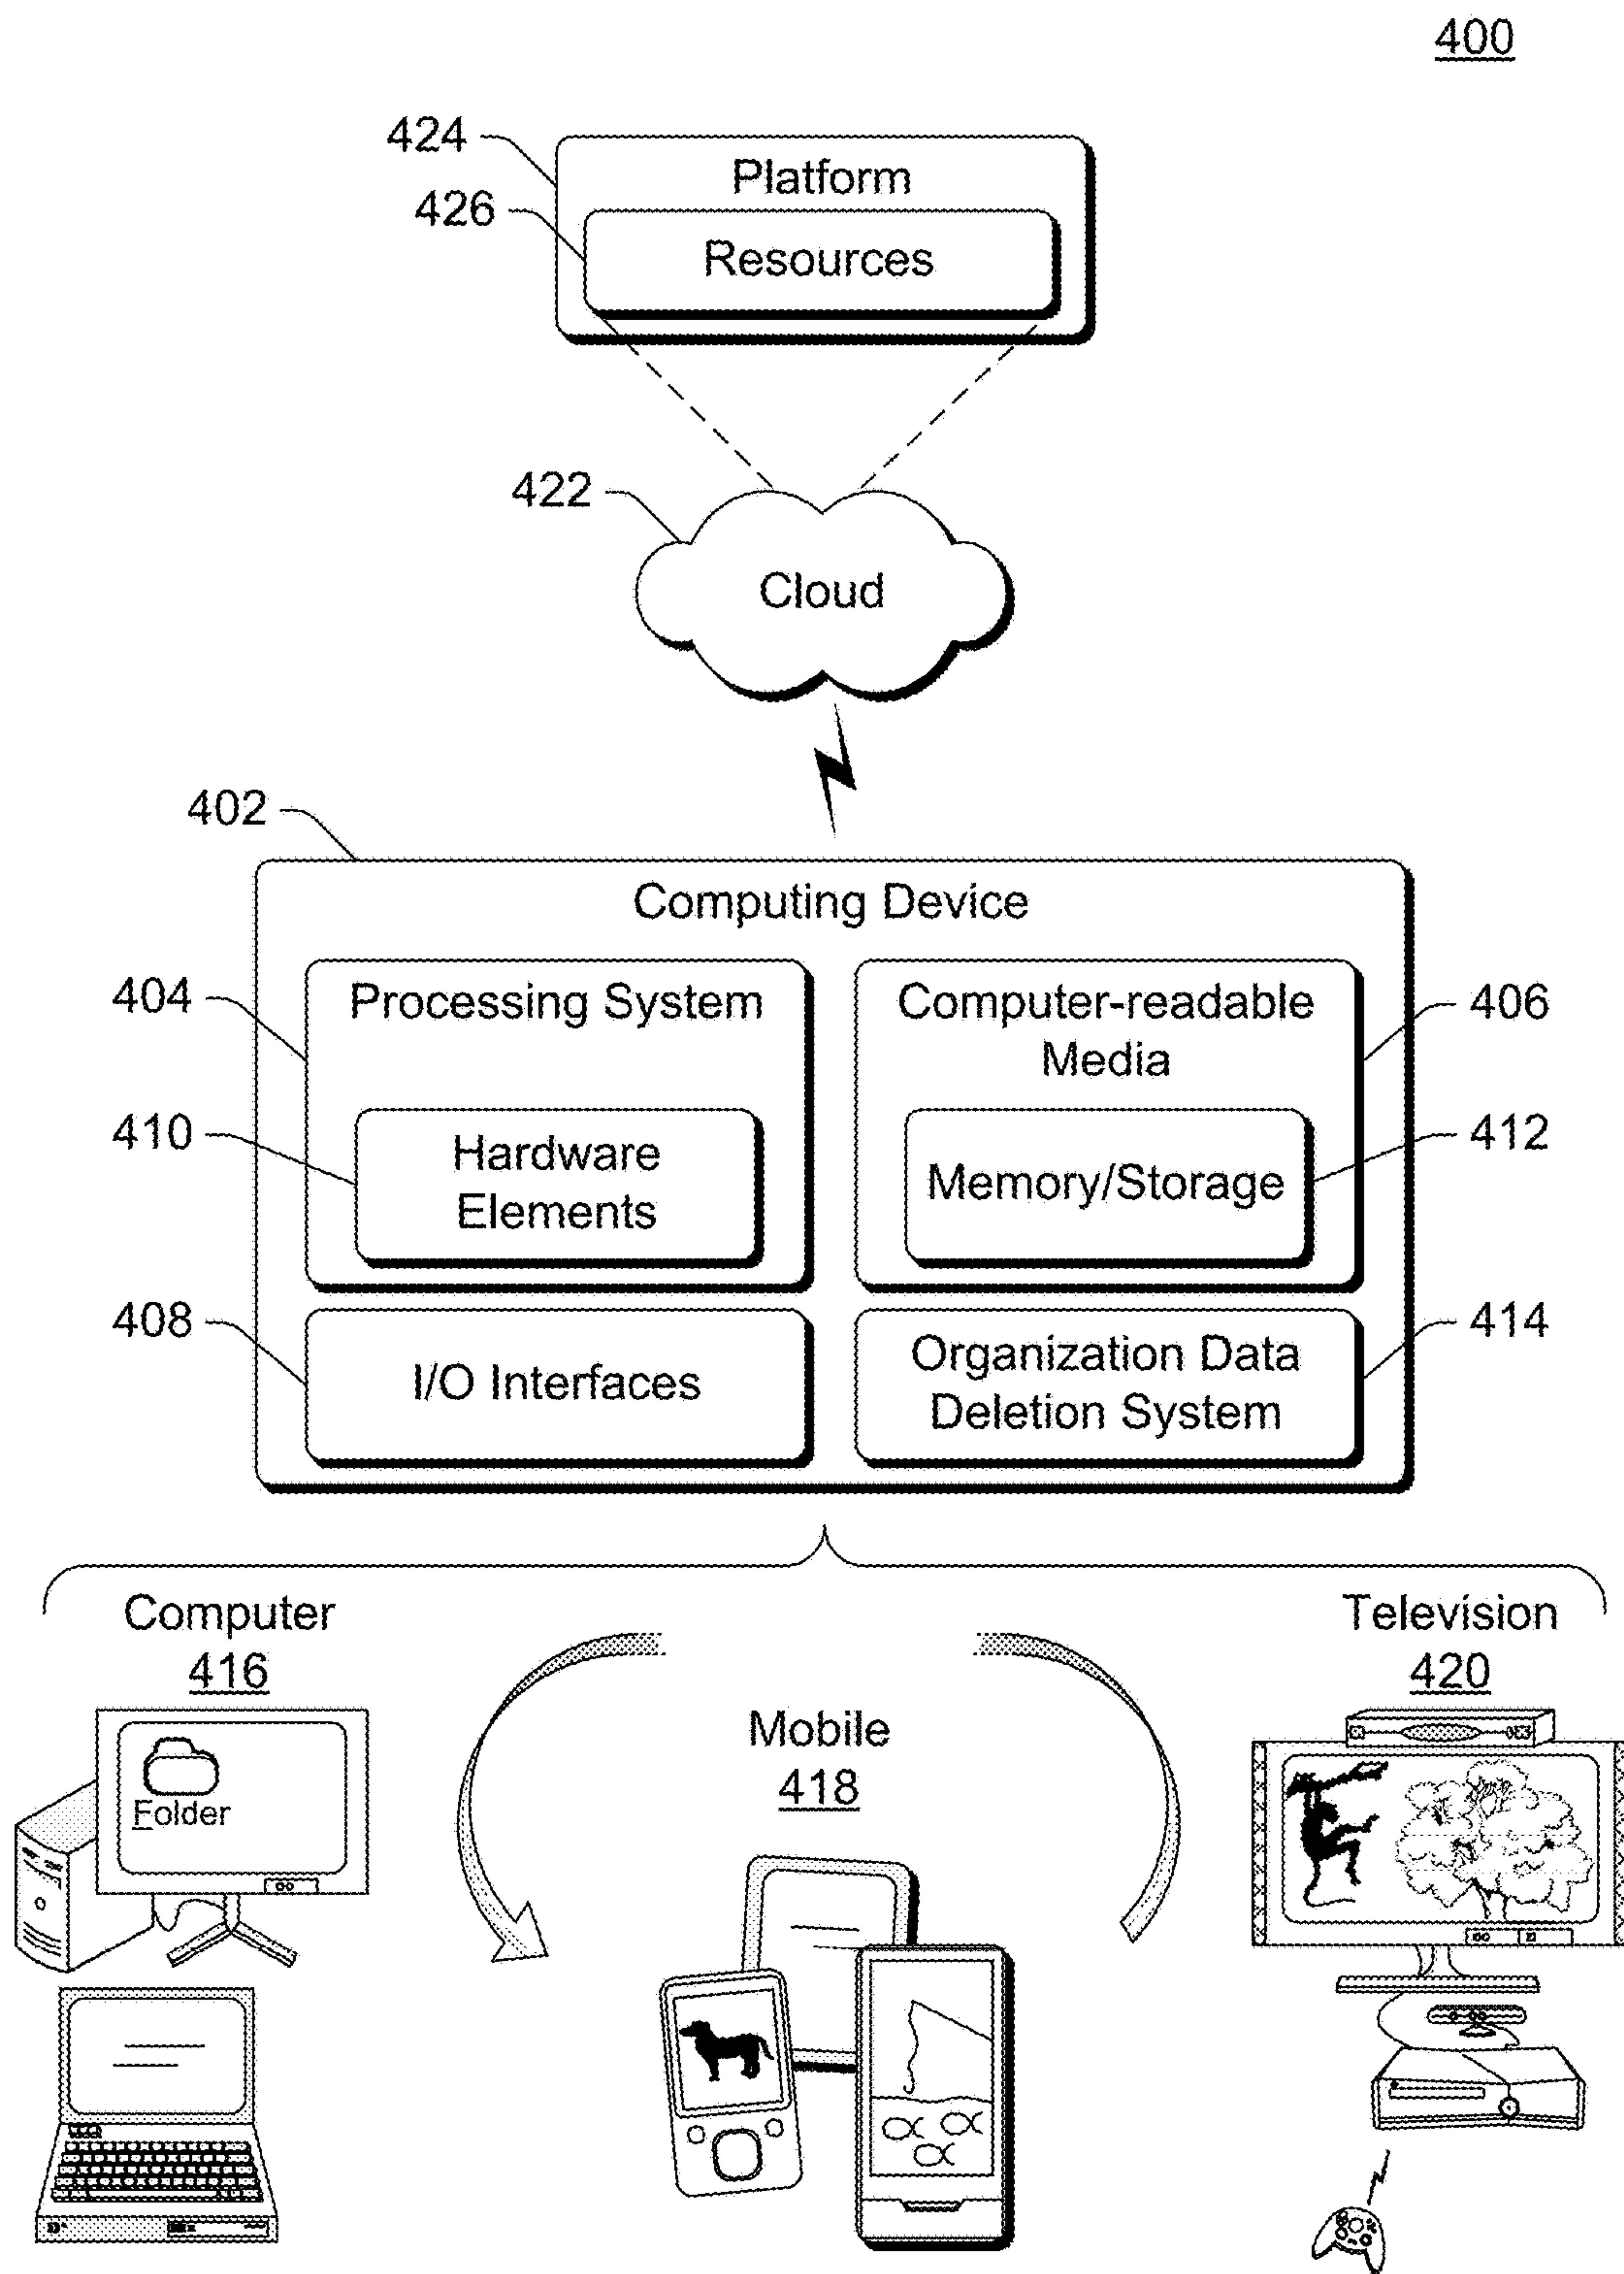 400
424
Platform
426
Resources
422
Cloud
402
Computing Device
404
Processing System
Computer-readable
Media
406
410
Hardware
Elements
Memory/Storage
412
408
I/O Interfaces
Organization Data
Deletion System
414
Computer
416
Folder
Mobile
418
Television
420